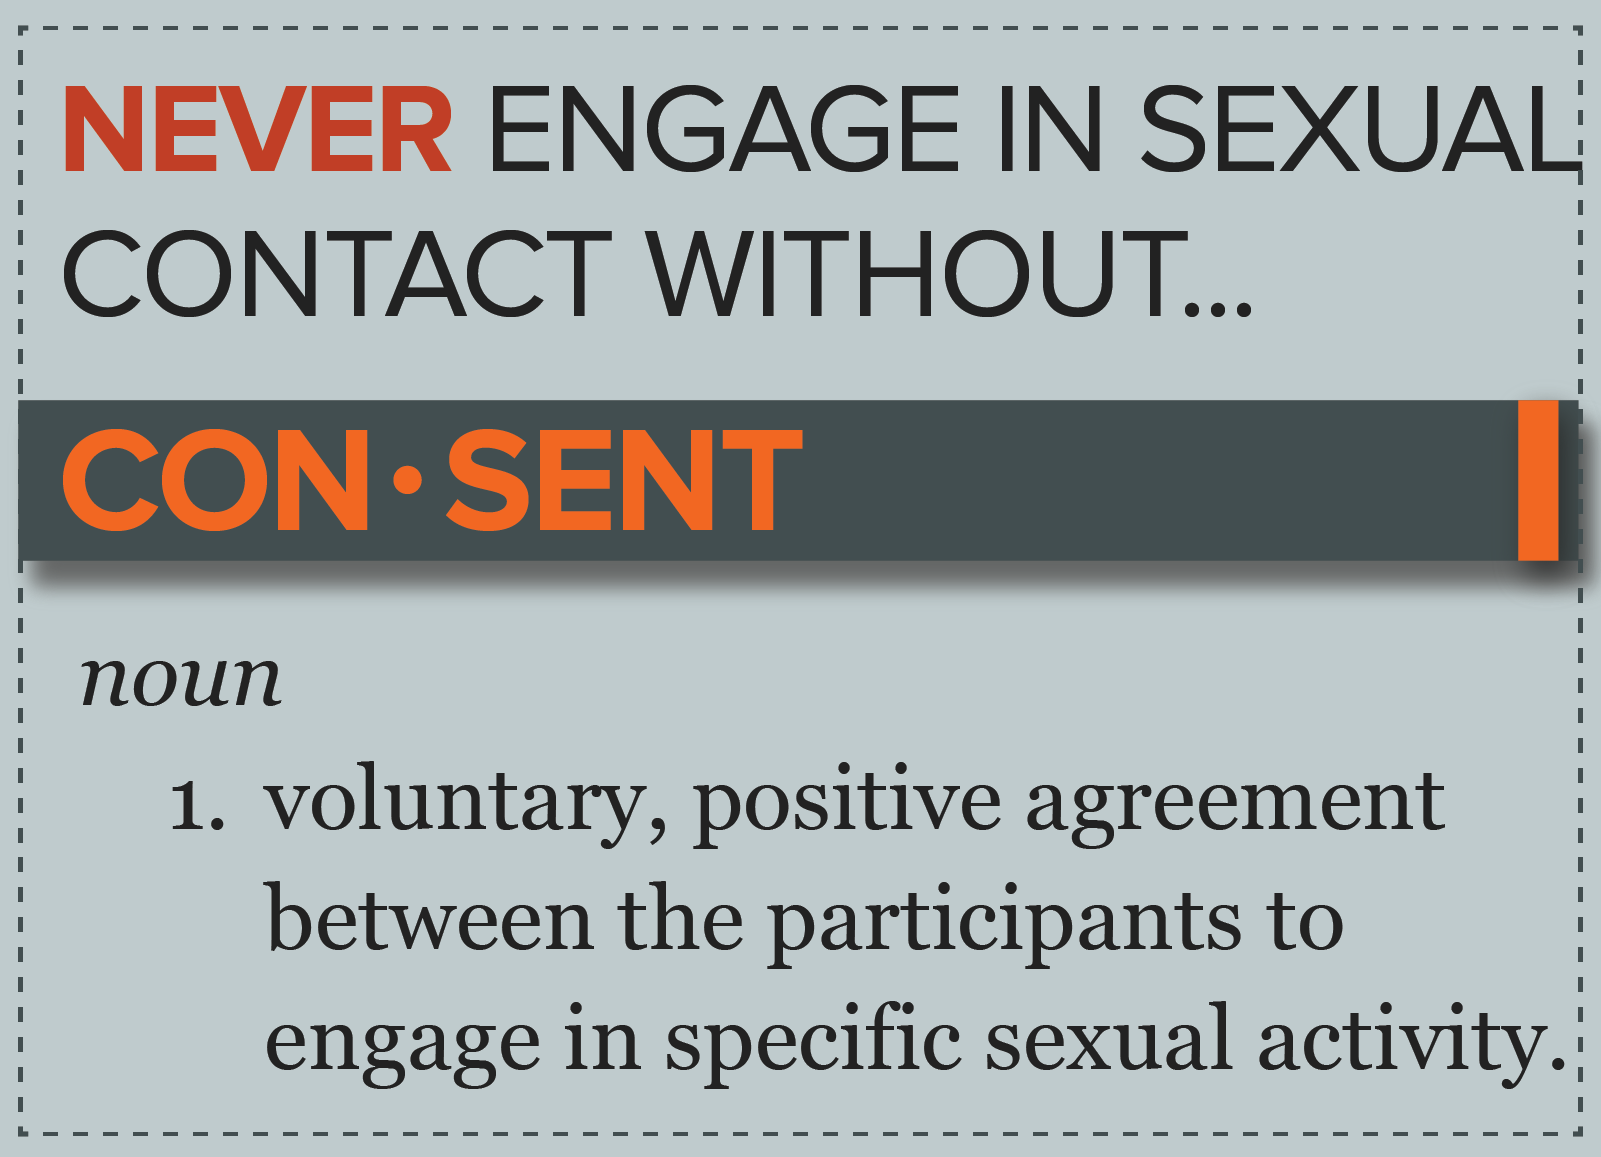 NEVER ENGAGE IN SEXUAL
CONTACT WITHOUT...
CON•SENT
noun
1. voluntary, positive agreement
between the participants to
engage in specific sexual activity.